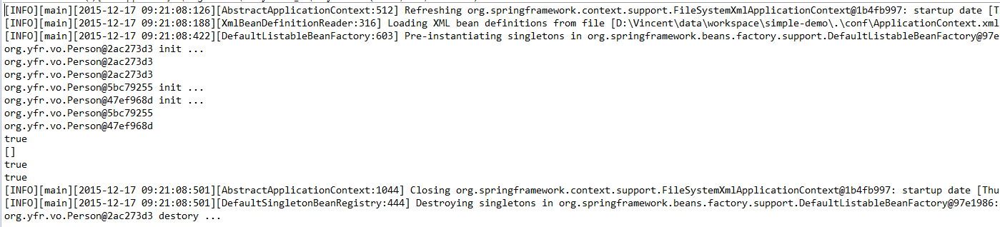 [INFO][main][2015-12-17 09:21:08:126][AbstractApplicationContext:512] Refreshing org.springframework.context.support.FileSystemXmlApplicationContext@1b4fb997: startup date [T
[INFO][main][2015-12-17 09:21:08:188][XmlBeanDefinitionReader:316] Loading XML bean definitions from file [D:\Vincent\data\workspace\simple-demo\.\conf\ApplicationContext.xml
[INFO][main][2015-12-17 09:21:08:422][DefaultListableBeanFactory:603] Pre-instantiating singletons in org.springframework.beans.factory.support.DefaultListableBeanFactory@97e
org.yfr.vo.Person@2ac273d3 init ...
org.yfr.vo.Person@2ac273d3
org.yfr.vo.Person@2ac273d3
org.yfr.vo.Person@5bc79255 init ...
org.yfr.vo.Person@47ef968d init ...
org.yfr.vo.Person@5bc79255
org.yfr.vo.Person@47ef968d
true
[]
true
true
[INFO][main][2015-12-17 09:21:08:501][AbstractApplicationContext:1044] Closing org.springframework.context.support.FileSystemXmlApplicationContext@1b4fb997: startup date [Thu
[INFO][main][2015-12-17 09:21:08:501][DefaultSingletonBeanRegistry:444] Destroying singletons in org.springframework.beans.factory.support.DefaultListableBeanFactory@97e1986:
org.yfr.vo.Person@2ac273d3 destory ...